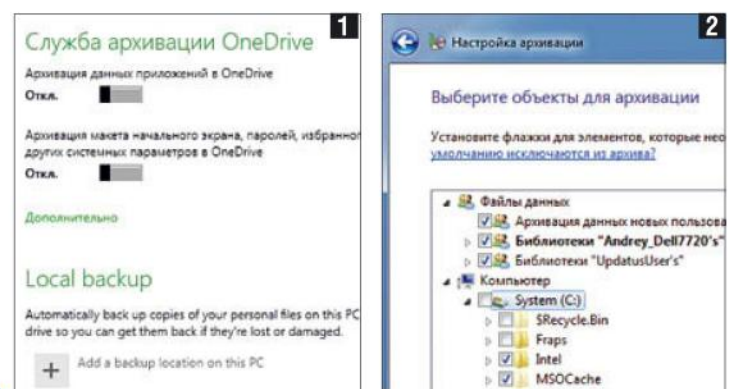 1
Служба архивации OneDrive
Архивация данных приложений в OneDrive
Откл.
Архивация макета начального экрана, паролей, избранног
других системных параметров в OneDrive
Откл.
Дополнительно
Local backup
Automatically back up copies of your personal files on this PC
drive so you can get them back if they're lost or damaged.
Add a backup location on this PC
2
Настройка архивации
Выберите объекты для архивации
Установите флажки для элементов, которые нео
умолчанию исключаются из архива?
Файлы данных
Архивация данных новых пользова
Библиотеки "Andrey_Dell7720's"
Библиотеки "UpdatusUser's"
Компьютер
System (C:)
$Recycle.Bin
Fraps
Intel
MSOCache